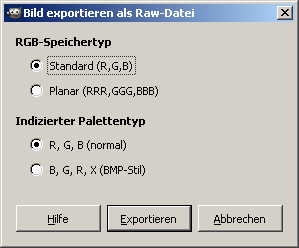 Bild exportieren als Raw-Datei
RGB-Speichertyp
Standard (R,G,B)
Planar (RRR,GGG,BBB)
Indizierter Palettentyp
R, G, B (normal)
B, G, R, X (BMP-Stil)
Hilfe Exportieren Abbrechen